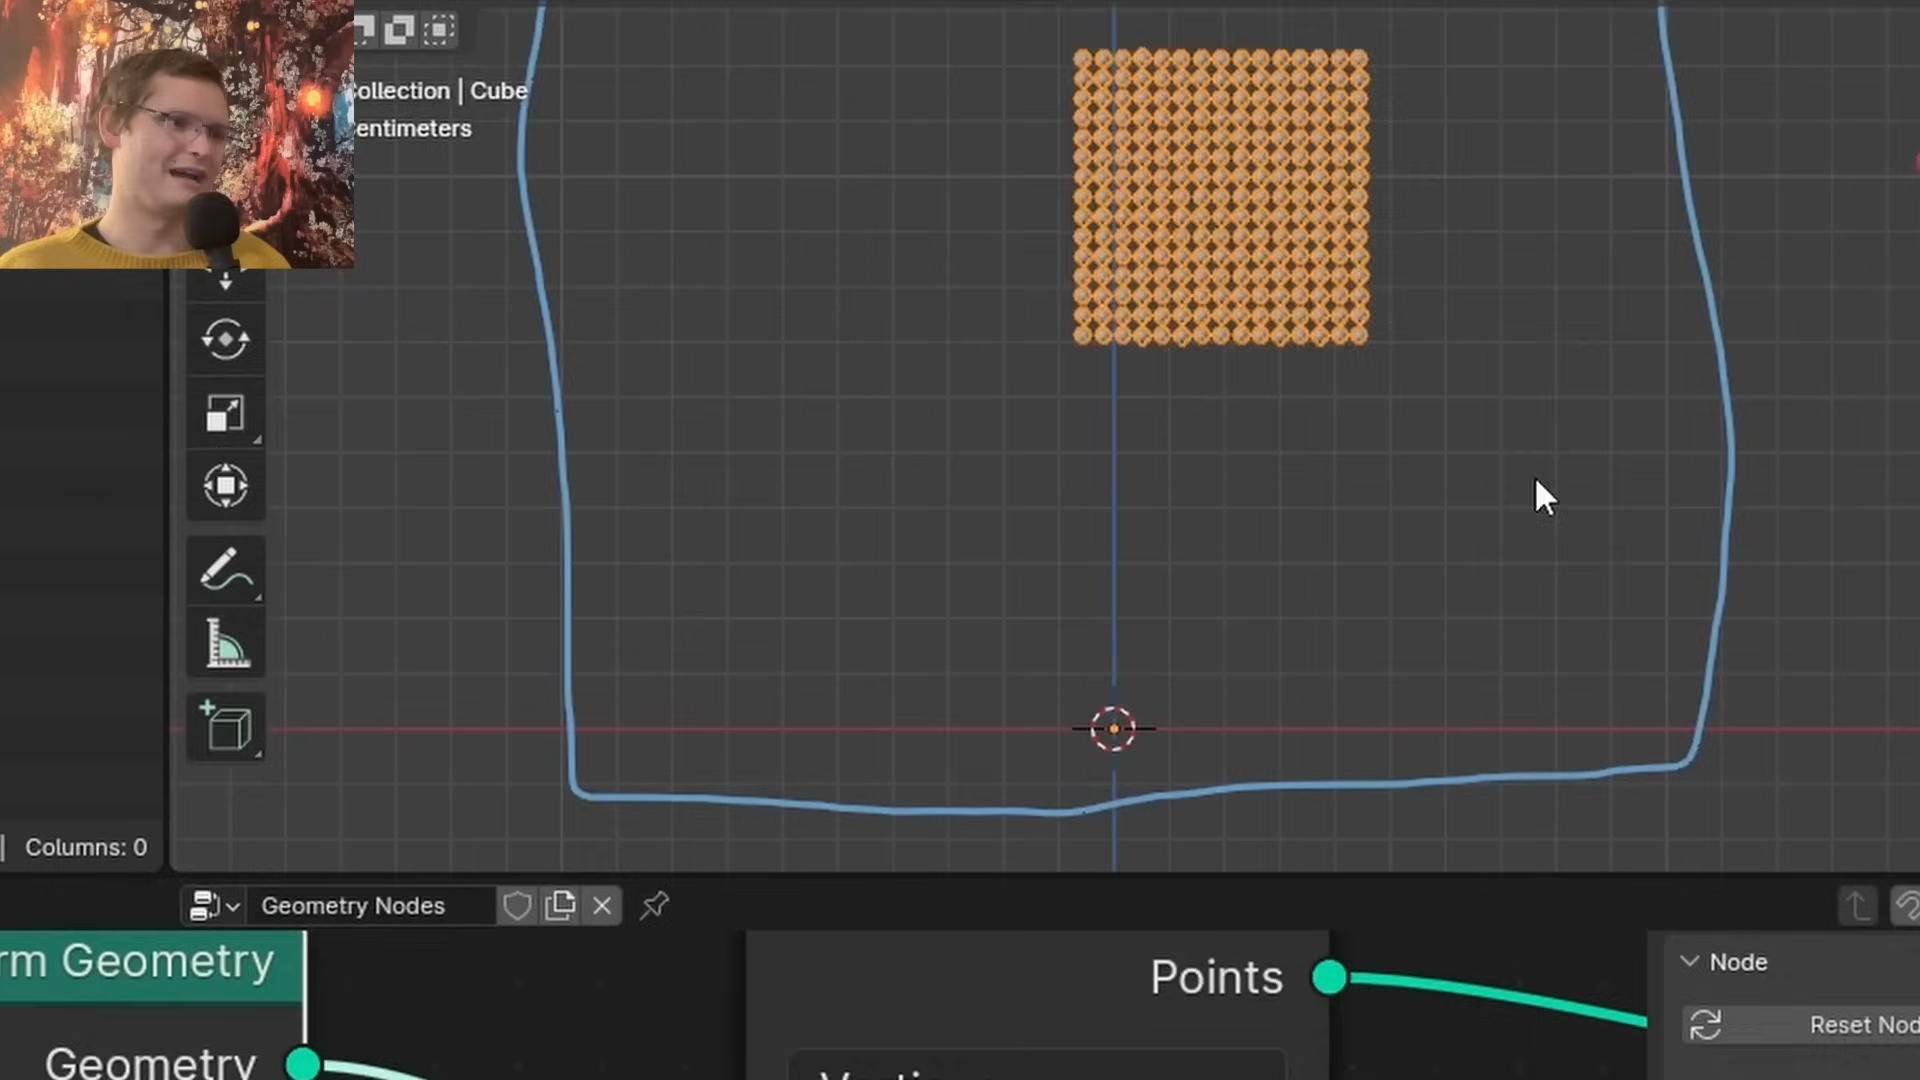 ollection | Cube
entimeters
Columns: 0
Geometry Nodes
rm Geometry
Points
Node
Reset Nod
Geometry